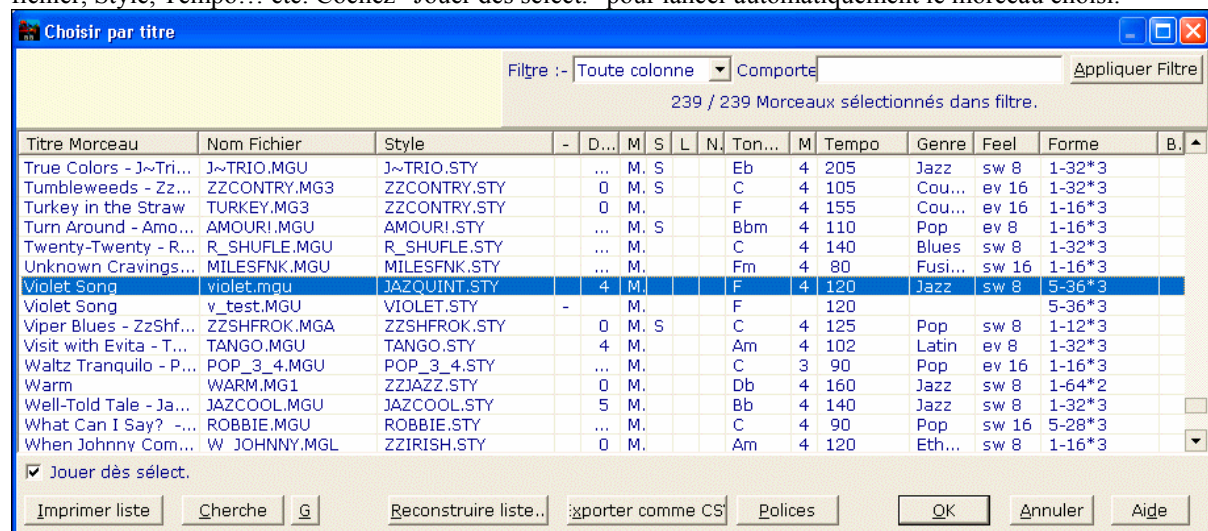 fichier, Style, Tempo… etc. Cochez "Jouer dès sélect." pour lancer automatiquement le morceau choisi.
Choisir par titre
Filtre :- Toute colonne Comporte Appliquer Filtre
239 / 239 Morceaux sélectionnés dans filtre.
Titre Morceau Nom Fichier Style - D... M S L N. Ton... M Tempo Genre Feel Forme B.
True Colors - J~Tri... J~TRIO.MGU J~TRIO.STY ... M. S Eb 4 205 Jazz sw 8 1-32*3
Tumbleweeds - Zz... ZZCONTRY.MG3 ZZCONTRY.STY 0 M. S C 4 105 Cou... ev 16 1-32*3
Turkey in the Straw TURKEY.MG3 ZZCONTRY.STY 0 M. F 4 155 Cou... ev 16 1-16*3
Turn Around - Amo... AMOUR!.MGU AMOUR!.STY ... M. S Bbm 4 110 Pop ev 8 1-16*3
Twenty-Twenty - R... R_SHUFLE.MGU R_SHUFLE.STY ... M. C 4 140 Blues sw 8 1-32*3
Unknown Cravings... MILESFNK.MGU MILESFNK.STY ... M. Fm 4 80 Fusi... sw 16 1-16*3
Violet Song violet.mgu JAZQUINT.STY 4 M. F 4 120 Jazz sw 8 5-36*3
Violet Song v_test.MGU VIOLET.STY - M. F 120 5-36*3
Viper Blues - ZzShf... ZZSHFROK.MGA ZZSHFROK.STY 0 M. S C 4 125 Pop sw 8 1-12*3
Visit with Evita - T... TANGO.MGU TANGO.STY 4 M. Am 4 102 Latin ev 8 1-32*3
Waltz Tranquilo - P... POP_3_4.MGU POP_3_4.STY ... M. C 3 90 Pop ev 16 1-16*3
Warm WARM.MG1 ZZJAZZ.STY 0 M. Db 4 160 Jazz sw 8 1-64*2
Well-Told Tale - Ja... JAZCOOL.MGU JAZCOOL.STY 5 M. Bb 4 140 Jazz sw 8 1-32*3
What Can I Say? -... ROBBIE.MGU ROBBIE.STY ... M. C 4 90 Pop sw 16 5-28*3
When Johnny Com... W_JOHNNY.MGL ZZIRISH.STY 0 M. Am 4 120 Eth... sw 8 1-16*3
Jouer dès sélect.
Imprimer liste Cherche G Reconstruire liste.. xporter comme CS Polices OK Annuler Aide